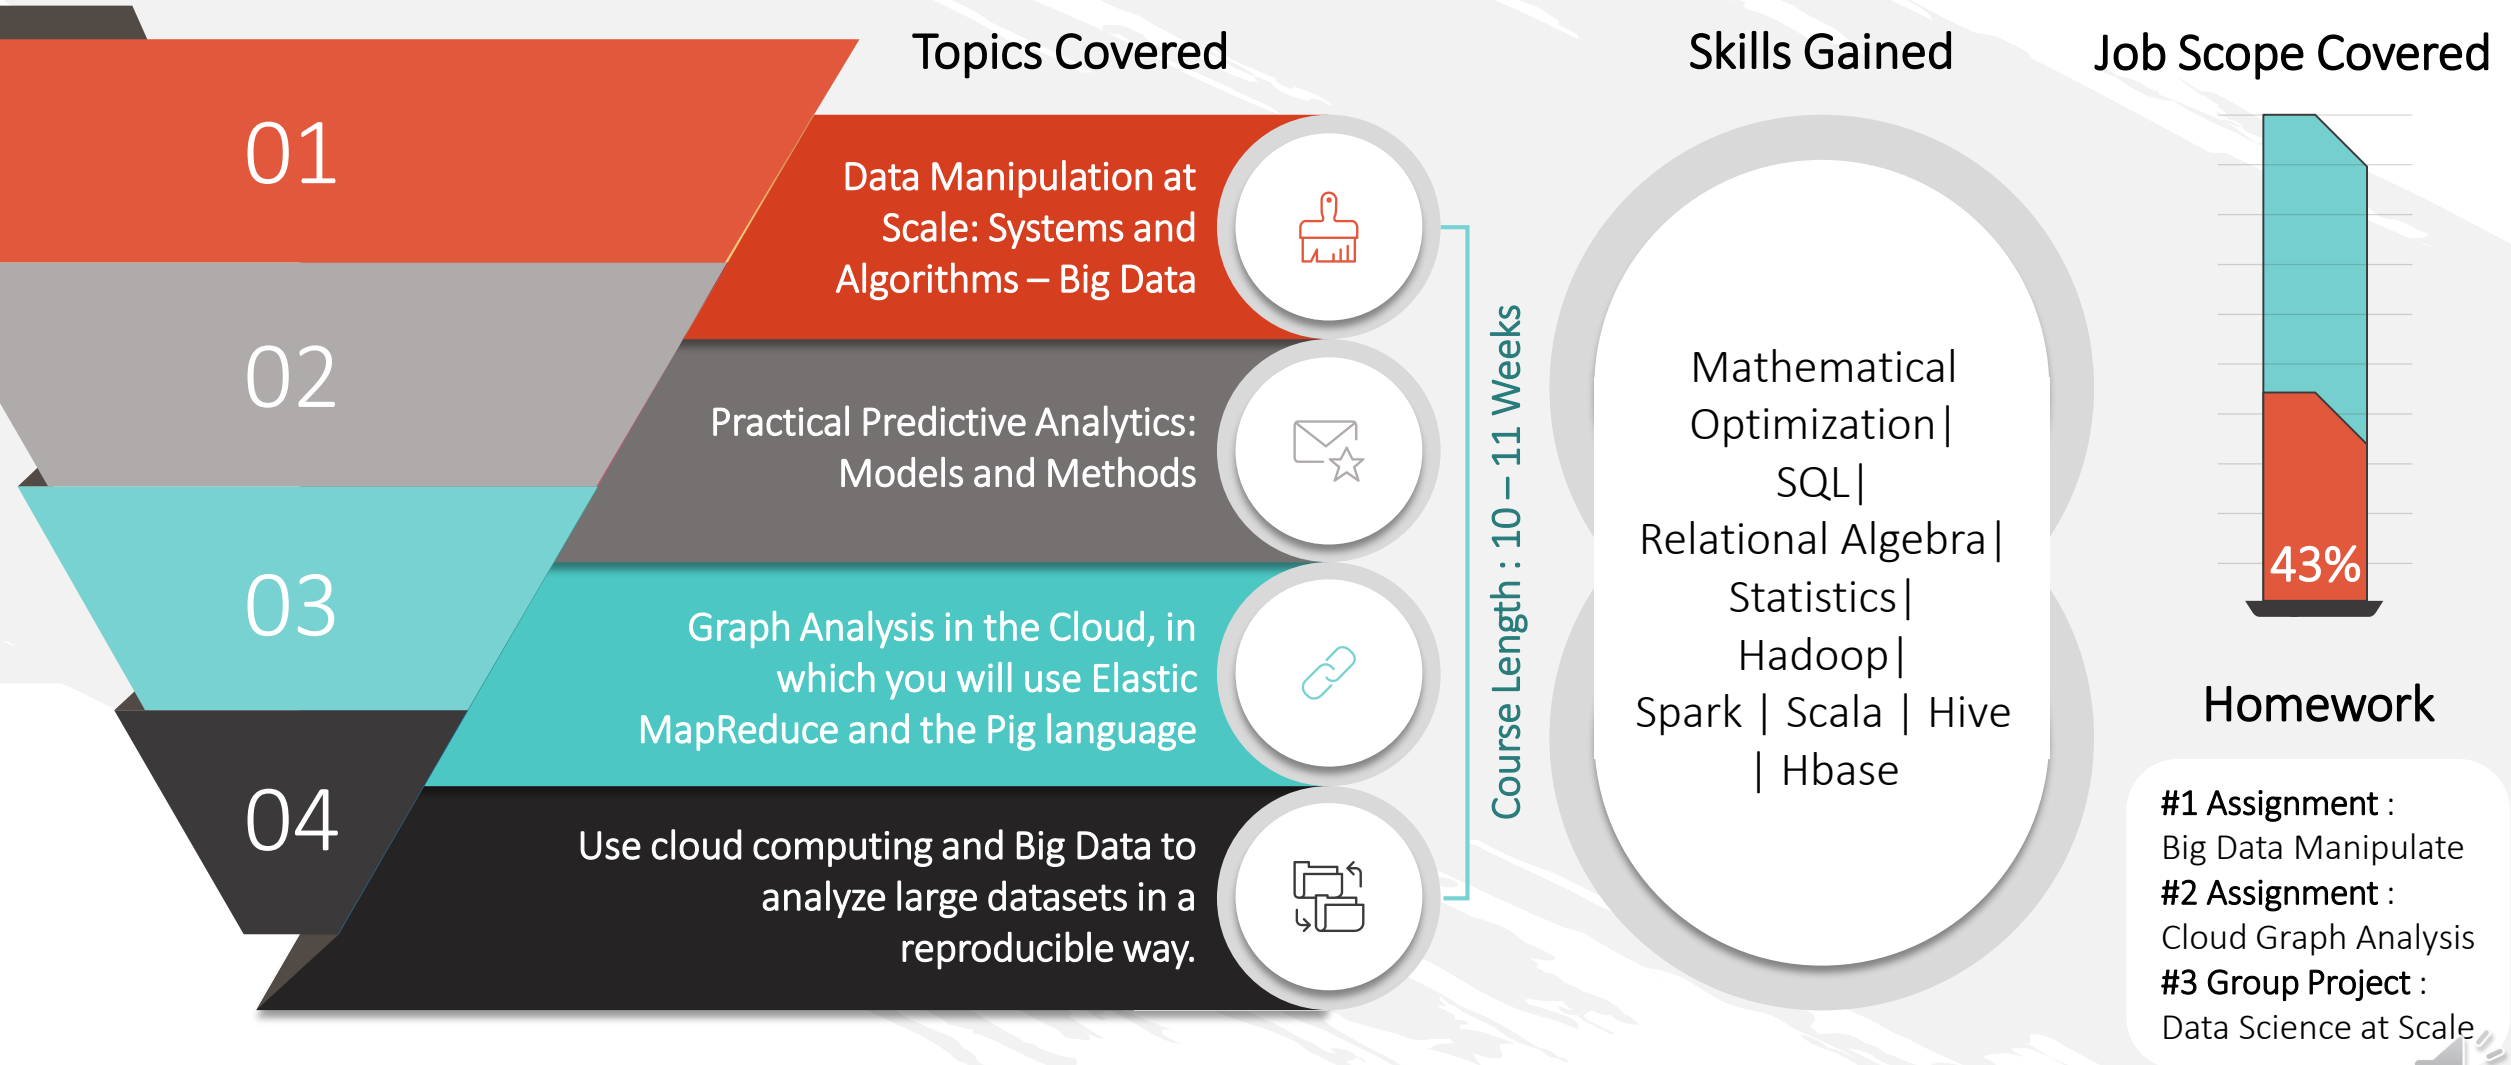 Topics Covered
Skills Gained
Job Scope Covered
01
Data Manipulation at
Scale: Systems and
Algorithms – Big Data
02
Practical Predictive Analytics:
Models and Methods
03
Graph Analysis in the Cloud, in
which you will use Elastic
MapReduce and the Pig language
04
Use cloud computing and Big Data to
analyze large datasets in a
reproducible way.
Course Length : 10 – 11 Weeks
Mathematical
Optimization|
SQL|
Relational Algebra|
Statistics|
Hadoop|
Spark | Scala | Hive
| Hbase
43%
Homework
#1 Assignment :
Big Data Manipulate
#2 Assignment :
Cloud Graph Analysis
#3 Group Project :
Data Science at Scale